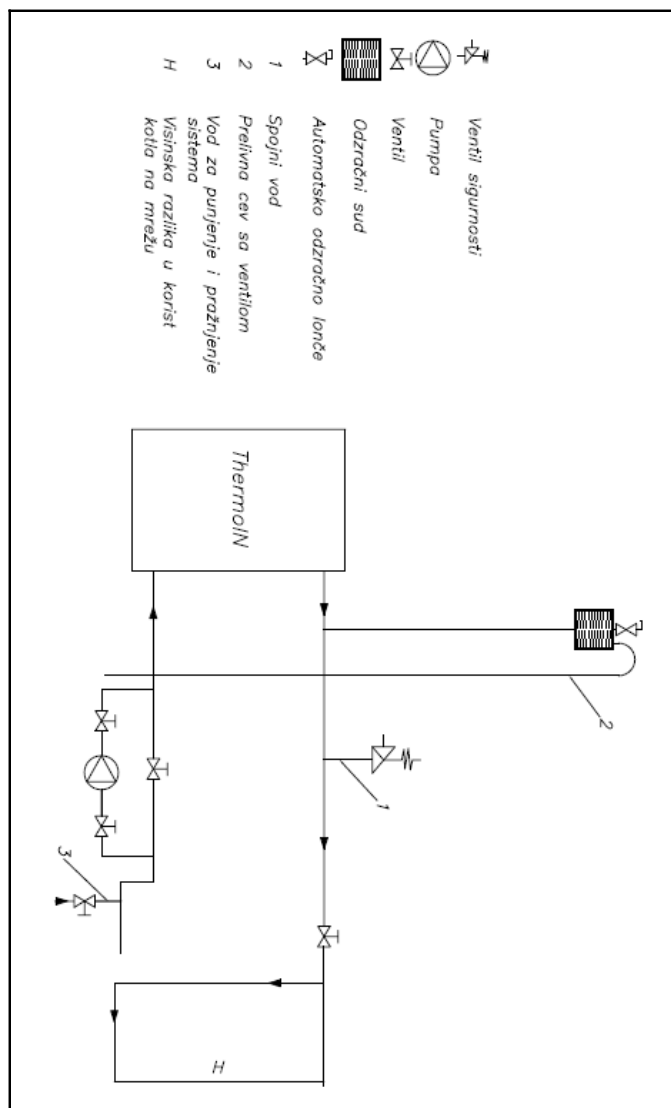 Ventil sigurnosti
Pumpa
Ventil
Odzračni sud
Automatsko odzračno lonče
1 Spojni vod
2 Prelivna cev sa ventilom
3 Vod za punjenje i pražnjenje
sistema
H Visinska razlika u korist
kotla na mrežu
ThermoIN
2
1
3
H